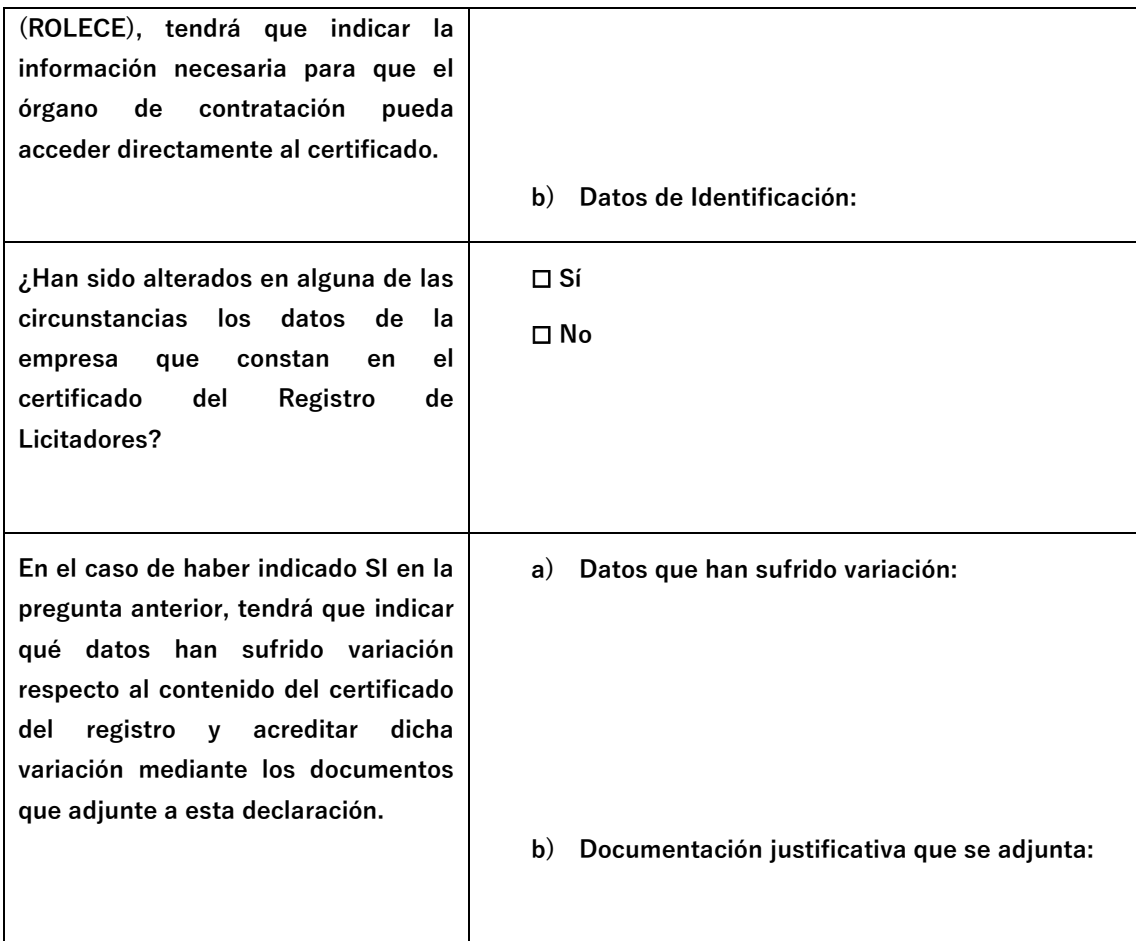 (ROLECE), tendrá que indicar la
información necesaria para que el
órgano de contratación pueda
acceder directamente al certificado.
b) Datos de Identificación:
¿Han sido alterados en alguna de las
circunstancias los datos de la
empresa que constan en el
certificado del Registro de
Licitadores?
☐ Sí
☐ No
En el caso de haber indicado SI en la
pregunta anterior, tendrá que indicar
qué datos han sufrido variación
respecto al contenido del certificado
del registro y acreditar dicha
variación mediante los documentos
que adjunte a esta declaración.
a) Datos que han sufrido variación:
b) Documentación justificativa que se adjunta: